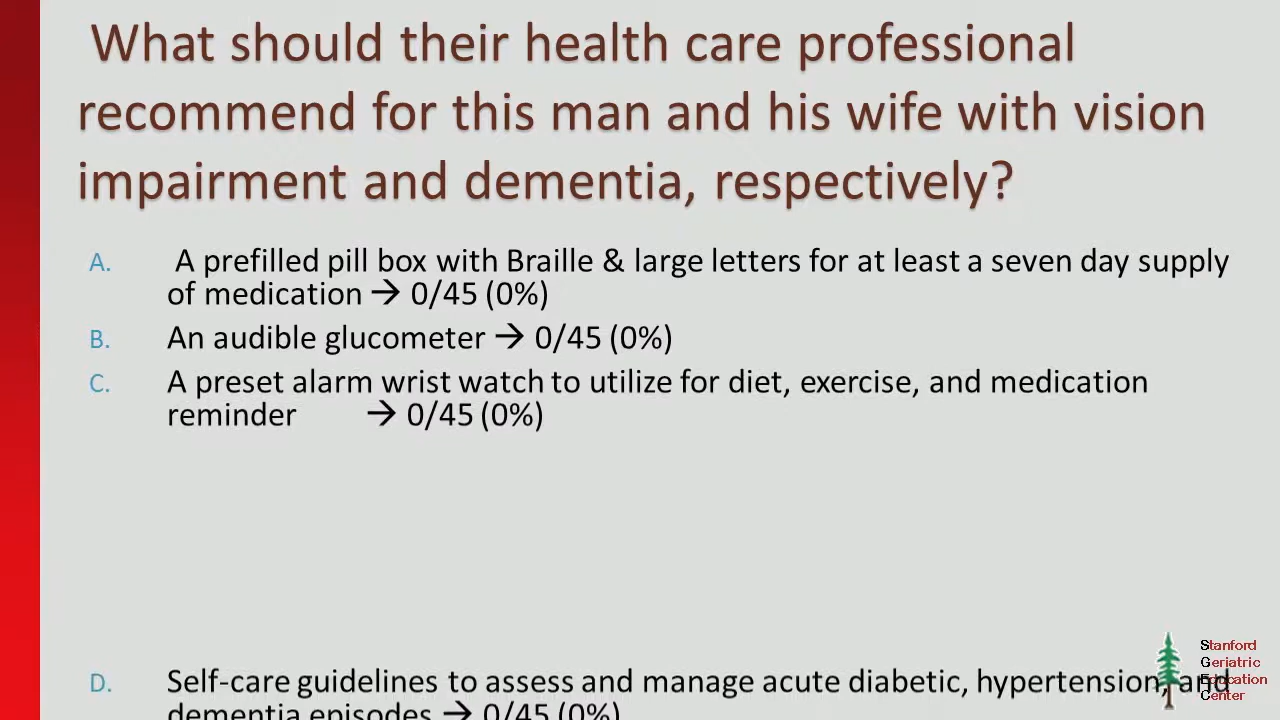 What should their health care professional
recommend for this man and his wife with vision
impairment and dementia, respectively?
A. A prefilled pill box with Braille & large letters for at least a seven day supply
of medication → 0/45 (0%)
B. An audible glucometer → 0/45 (0%)
C. A preset alarm wrist watch to utilize for diet, exercise, and medication
reminder → 0/45 (0%)
D. Self-care guidelines to assess and manage acute diabetic, hypertension, and
dementia episodes → 0/45 (0%)
Stanford
Geriatric
Education
Center